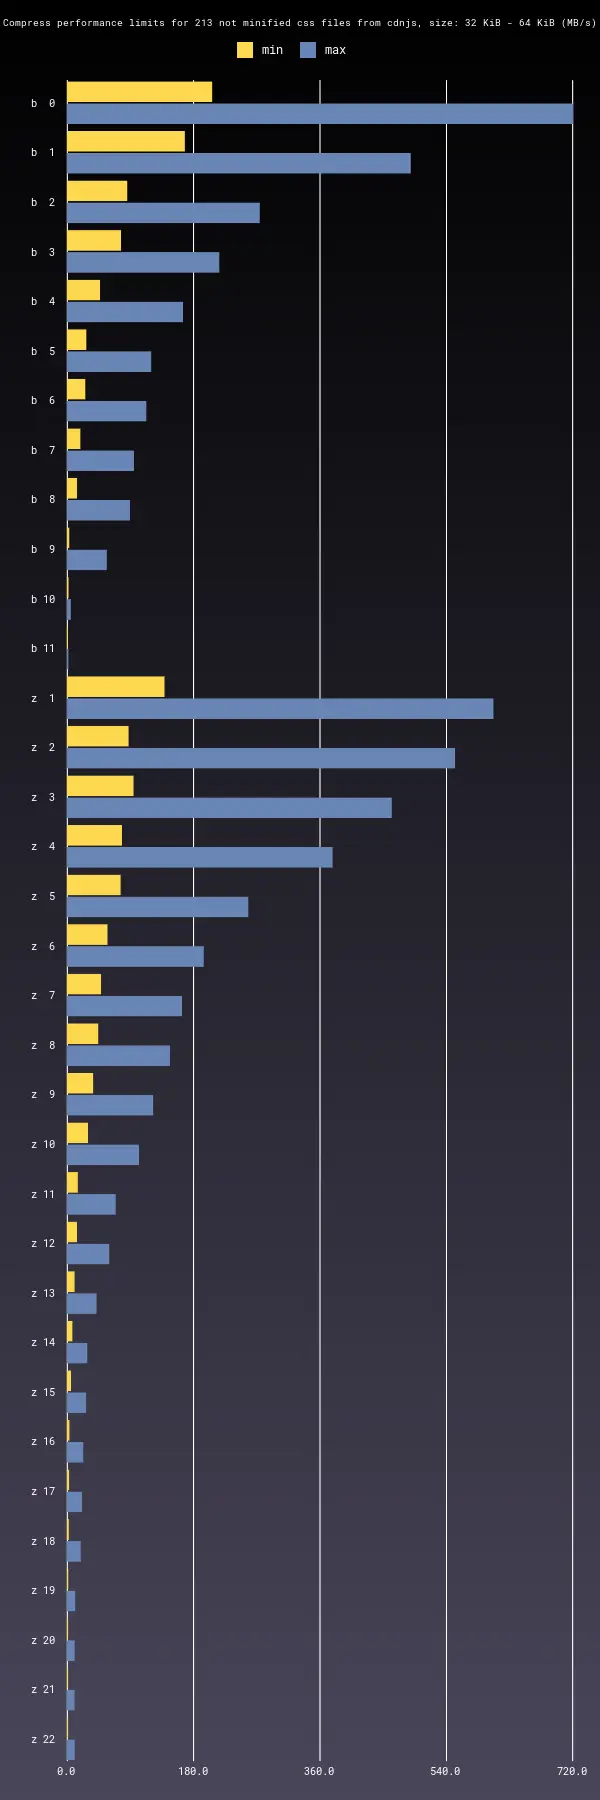 Compress performance limits for 213 not minified css files from cdnjs, size: 32 KiB - 64 KiB (MB/s)
min max
b 0
b 1
b 2
b 3
b 4
b 5
b 6
b 7
b 8
b 9
b 10
b 11
z 1
z 2
z 3
z 4
z 5
z 6
z 7
z 8
z 9
z 10
z 11
z 12
z 13
z 14
z 15
z 16
z 17
z 18
z 19
z 20
z 21
z 22
0.0 180.0 360.0 540.0 720.0